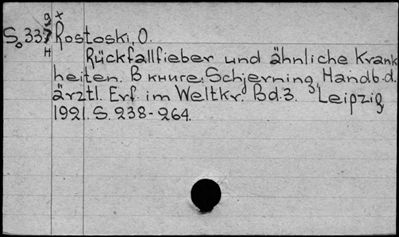 9 x
S. 337 Rostoski, O.
H
Rückfallfieber und ähnliche Krank
heiten. В книге: Schjerning, Handb. d.
ärztl. Erf. im Weltkr. Bd. 3. Leipzig
1921. S. 238-264.